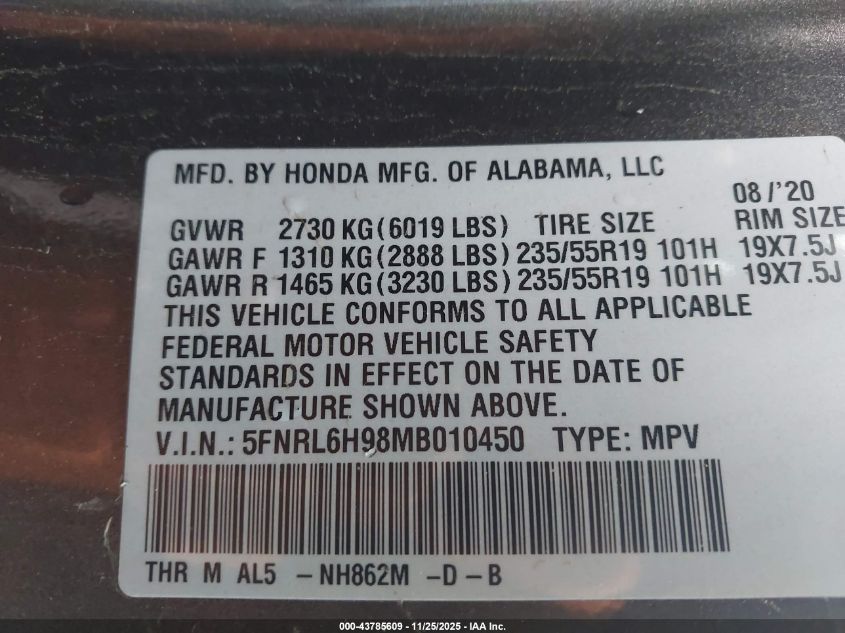 MFD. BY HONDA MFG. OF ALABAMA, LLC
08/'20
GVWR 2730 KG (6019 LBS) TIRE SIZE RIM SIZE
GAWR F 1310 KG (2888 LBS) 235/55R19 101H 19X7.5J
GAWR R 1465 KG (3230 LBS) 235/55R19 101H 19X7.5J
THIS VEHICLE CONFORMS TO ALL APPLICABLE
FEDERAL MOTOR VEHICLE SAFETY
STANDARDS IN EFFECT ON THE DATE OF
MANUFACTURE SHOWN ABOVE.
V.I.N.: 5FNRL6H98MB010450 TYPE: MPV
THR M AL5 -NH862M -D-B
000-43785609 - 11/25/2025 - IAA Inc.